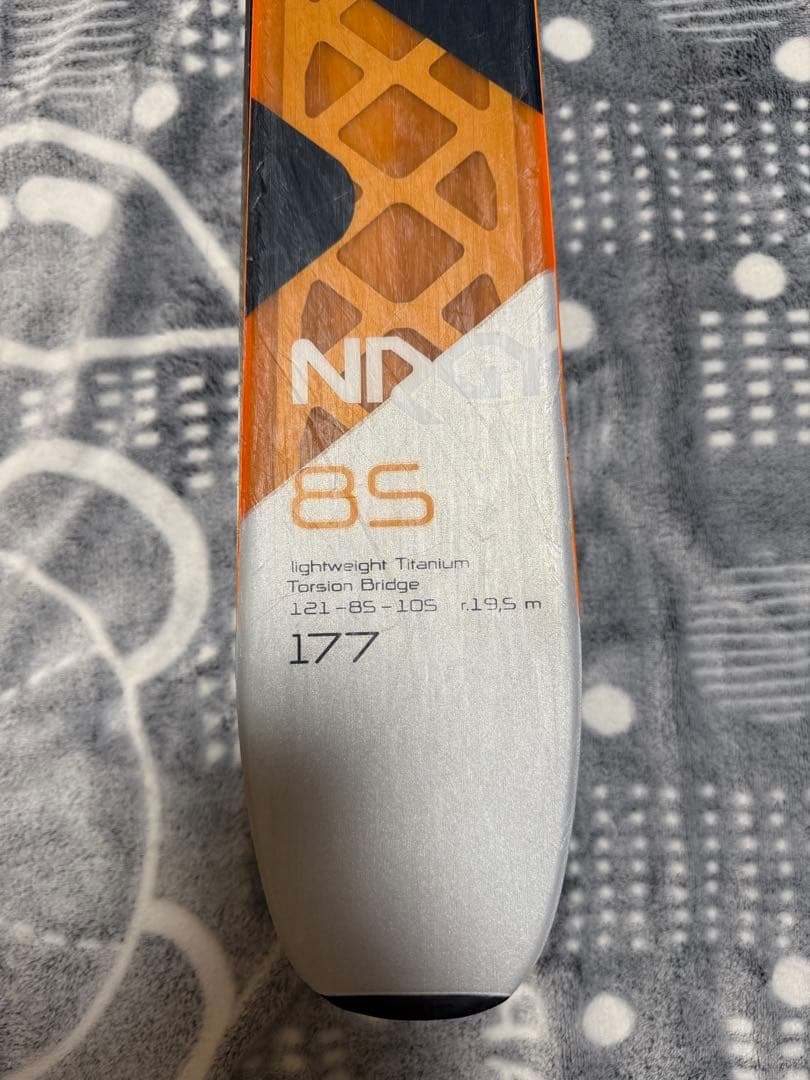 NRGY
85
lightweight Titanium
Torsion Bridge
121-85-105 r.19,5 m
177